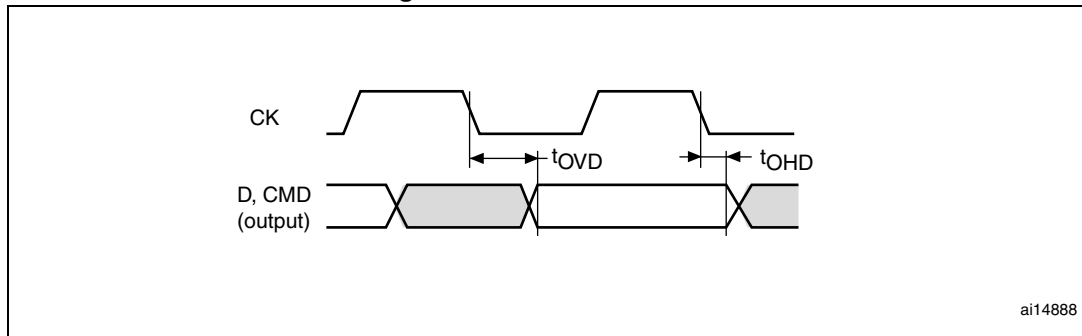 CK
tOVD
tOHD
D, CMD
(output)
ai14888